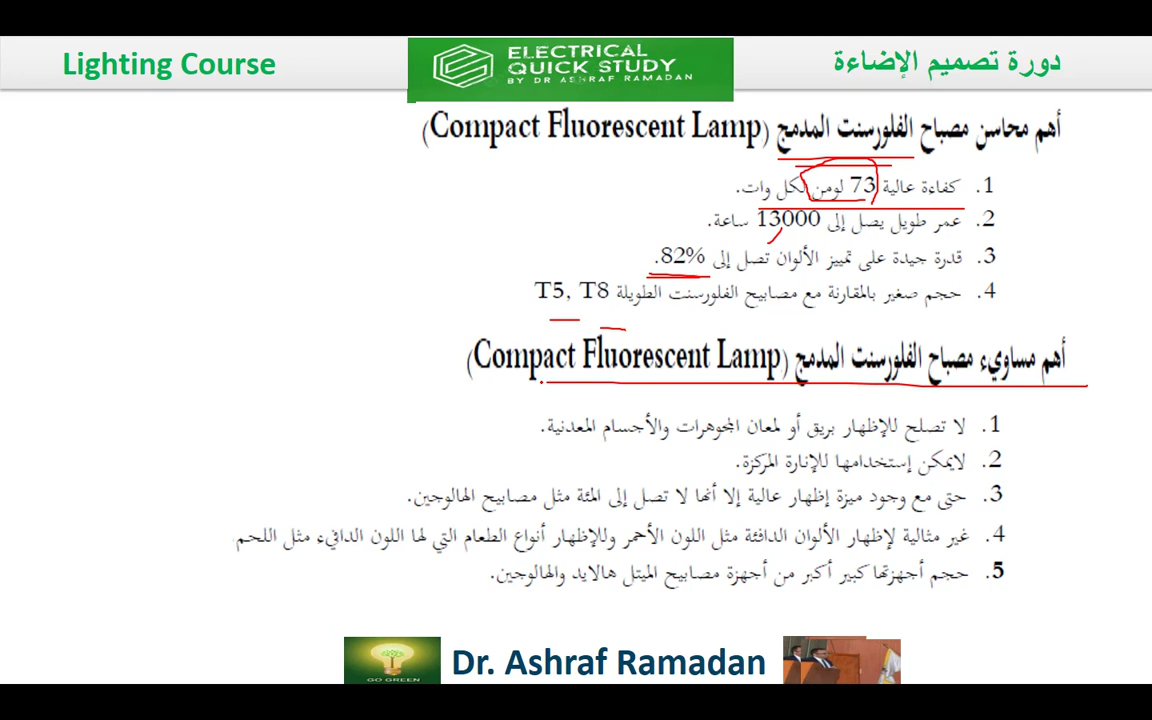 Lighting Course
ELECTRICAL
QUICK STUDY
BY DR ASHRAF RAMADAN
دورة تصميم الإضاءة
أهم محاسن مصباح الفلورسنت المدمج (Compact Fluorescent Lamp)
1. كفاءة عالية 73 لومن لكل وات.
2. عمر طويل يصل إلى 13000 ساعة.
3. قدرة جيدة على تمييز الألوان تصل إلى 82%.
4. حجم صغير بالمقارنة مع مصابيح الفلورسنت الطويلة T5, T8
أهم مساويء مصباح الفلورسنت المدمج (Compact Fluorescent Lamp)
1. لا تصلح للإظهار بريق أو لمعان المجوهرات والأجسام المعدنية.
2. لايمكن إستخدامها للإنارة المركزة.
3. حتى مع وجود ميزة إظهار عالية إلا أنها لا تصل إلى المئة مثل مصابيح الهالوجين.
4. غير مثالية لإظهار الألوان الدافئة مثل اللون الأحمر وللإظهار أنواع الطعام التي لها اللون الدافيء مثل اللحم.
5. حجم أجهزتها كبير أكبر من أجهزة مصابيح الميتل هالايد والهالوجين.
GO GREEN
Dr. Ashraf Ramadan